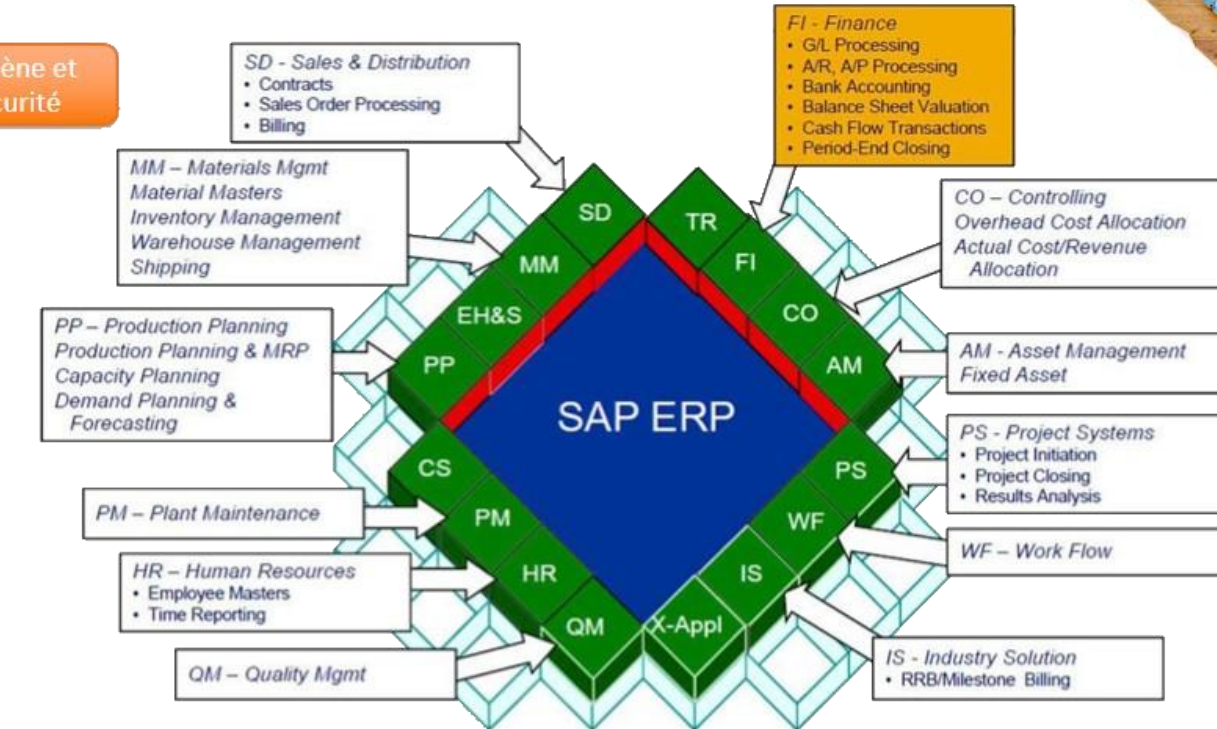 ène et
curité
SD - Sales & Distribution
• Contracts
• Sales Order Processing
• Billing
FI - Finance
• G/L Processing
• A/R, A/P Processing
• Bank Accounting
• Balance Sheet Valuation
• Cash Flow Transactions
• Period-End Closing
MM – Materials Mgmt
Material Masters
Inventory Management
Warehouse Management
Shipping
CO – Controlling
Overhead Cost Allocation
Actual Cost/Revenue
Allocation
PP – Production Planning
Production Planning & MRP
Capacity Planning
Demand Planning &
Forecasting
AM - Asset Management
Fixed Asset
PS - Project Systems
• Project Initiation
• Project Closing
• Results Analysis
PM – Plant Maintenance
WF – Work Flow
HR – Human Resources
• Employee Masters
• Time Reporting
QM – Quality Mgmt
IS - Industry Solution
• RRB/Milestone Billing
SD
MM
EH&S
PP
TR
FI
CO
AM
SAP ERP
CS
PM
HR
QM
PS
WF
IS
X-Appl